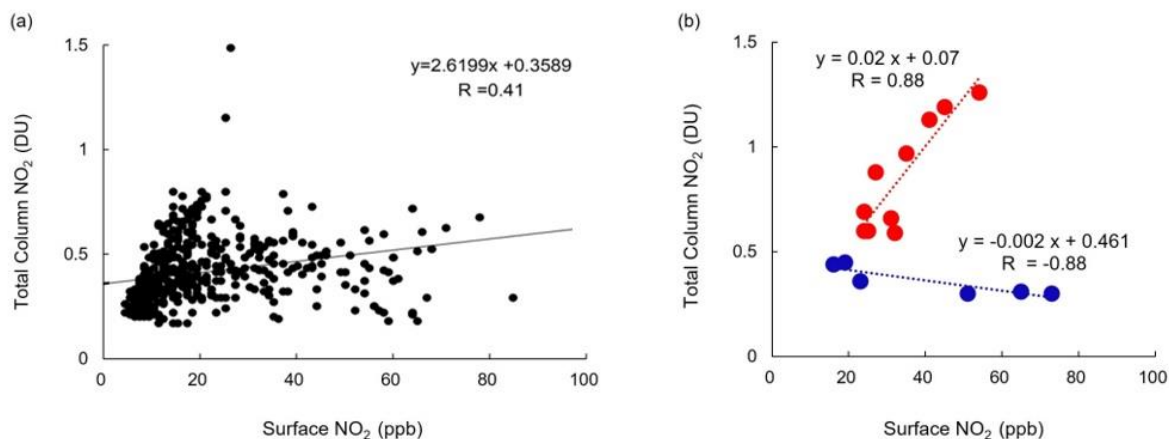 (a)
1.5
1
0.5
0
0 20 40 60 80 100
Total Column NO₂ (DU)
Surface NO₂ (ppb)
y=2.6199x +0.3589
R =0.41
(b)
1.5
1
0.5
0
0 20 40 60 80 100
Total Column NO₂ (DU)
Surface NO₂ (ppb)
y = 0.02 x + 0.07
R = 0.88
y = -0.002 x + 0.461
R = -0.88